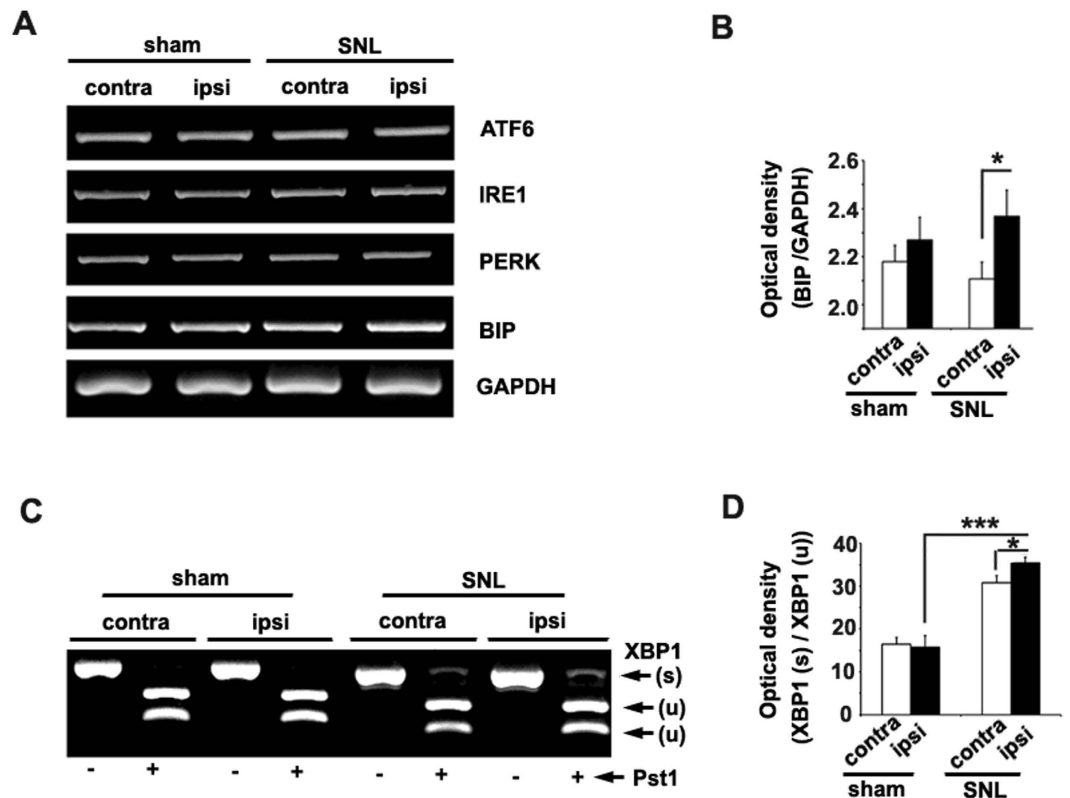 A
sham SNL
contra ipsi contra ipsi
ATF6
IRE1
PERK
BIP
GAPDH
B
Optical density
(BIP /GAPDH)
2.6
2.4
2.2
2.0
*
contra ipsi contra ipsi
sham SNL
C
sham SNL
contra ipsi contra ipsi
XBP1
(s)
(u)
(u)
- + - + - + - + Pst1
D
Optical density
(XBP1 (s) / XBP1 (u))
40
30
20
10
0
***
*
contra ipsi contra ipsi
sham SNL